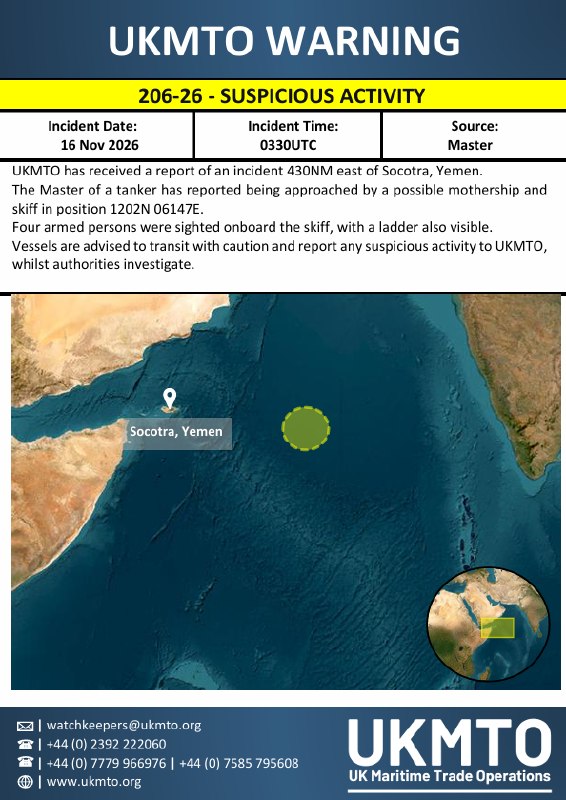 UKMTO WARNING
206-26 - SUSPICIOUS ACTIVITY
Incident Date:
16 Nov 2026
Incident Time:
0330UTC
Source:
Master
UKMTO has received a report of an incident 430NM east of Socotra, Yemen.
The Master of a tanker has reported being approached by a possible mothership and
skiff in position 1202N 06147E.
Four armed persons were sighted onboard the skiff, with a ladder also visible.
Vessels are advised to transit with caution and report any suspicious activity to UKMTO,
whilst authorities investigate.
Socotra, Yemen
| watchkeepers@ukmto.org
| +44 (0) 2392 222060
| +44 (0) 7779 966976 | +44 (0) 7585 795608
| www.ukmto.org
UKMTO
UK Maritime Trade Operations